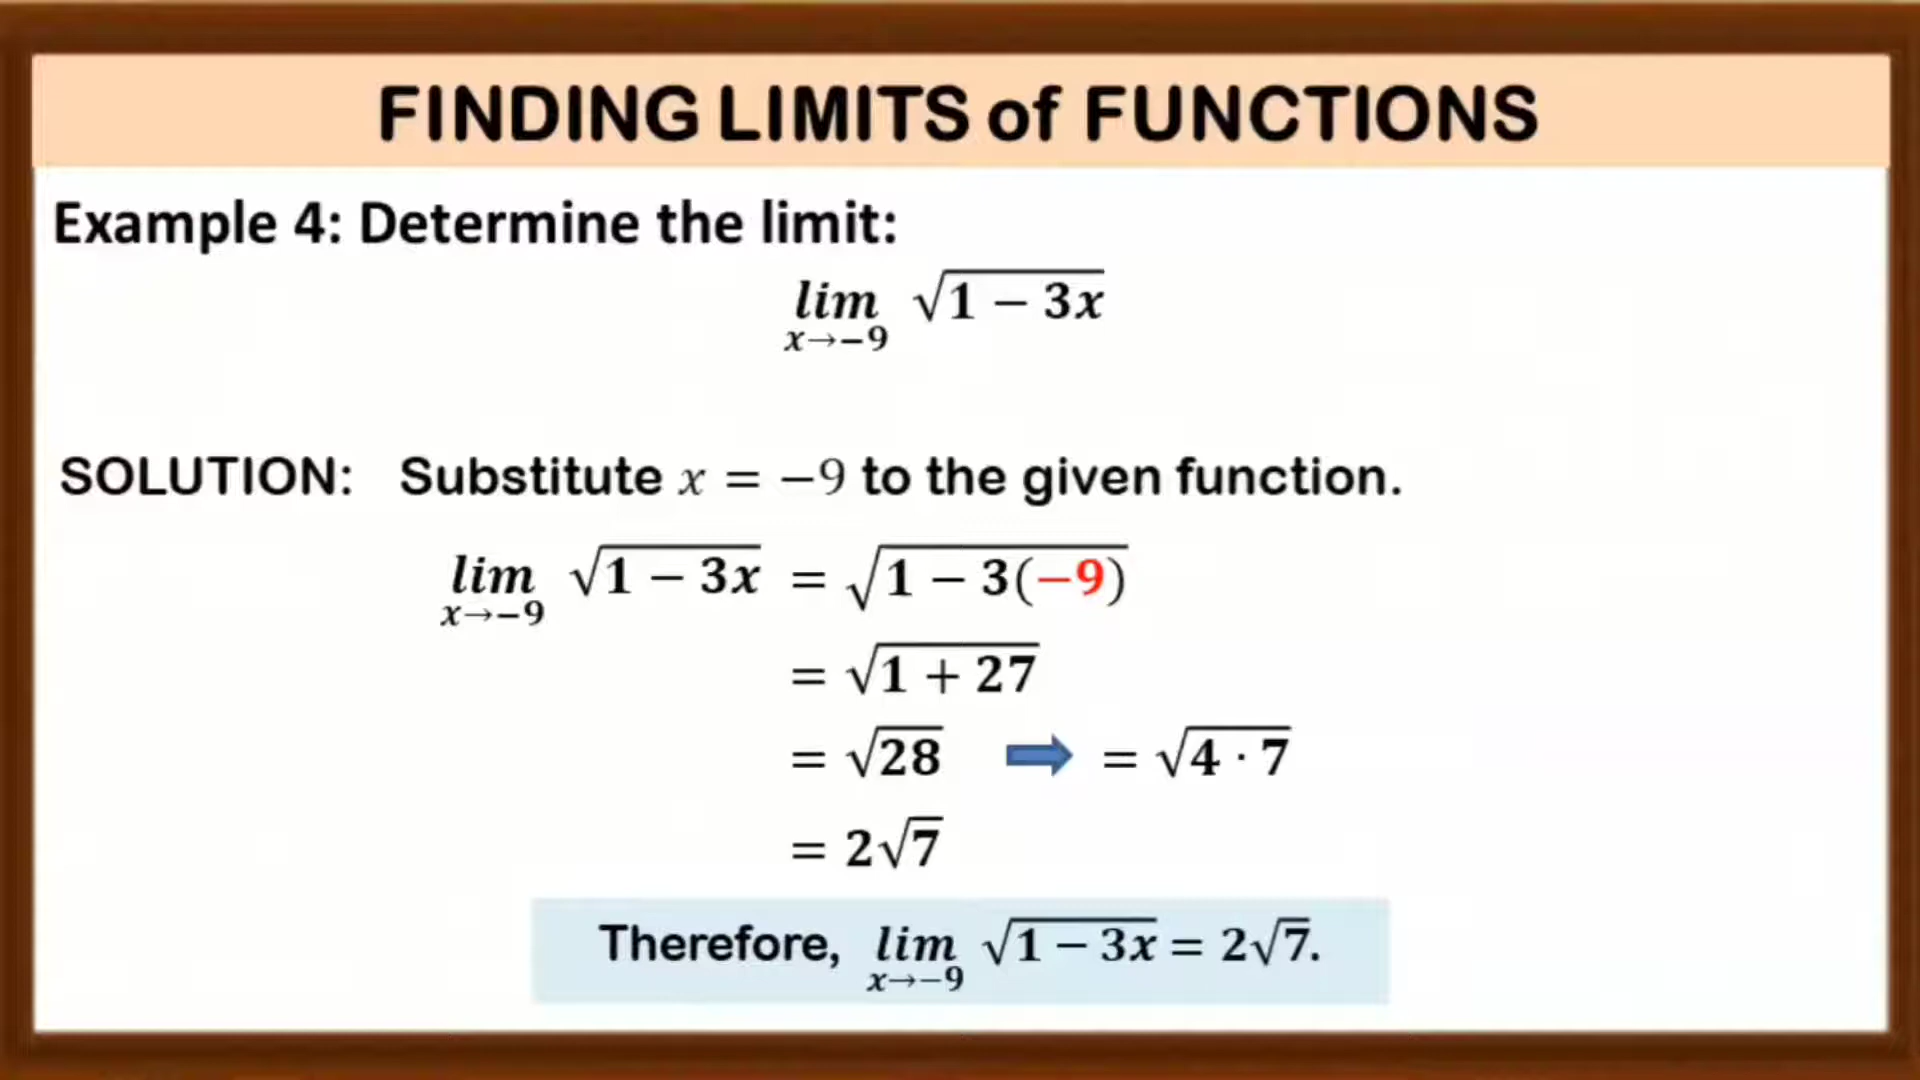 FINDING LIMITS of FUNCTIONS
Example 4: Determine the limit:
lim √(1 − 3x)
x→−9
SOLUTION: Substitute x = −9 to the given function.
lim √(1 − 3x) = √(1 − 3(−9))
x→−9
= √(1 + 27)
= √28 ➡ = √(4 · 7)
= 2√7
Therefore, lim √(1 − 3x) = 2√7.
x→−9